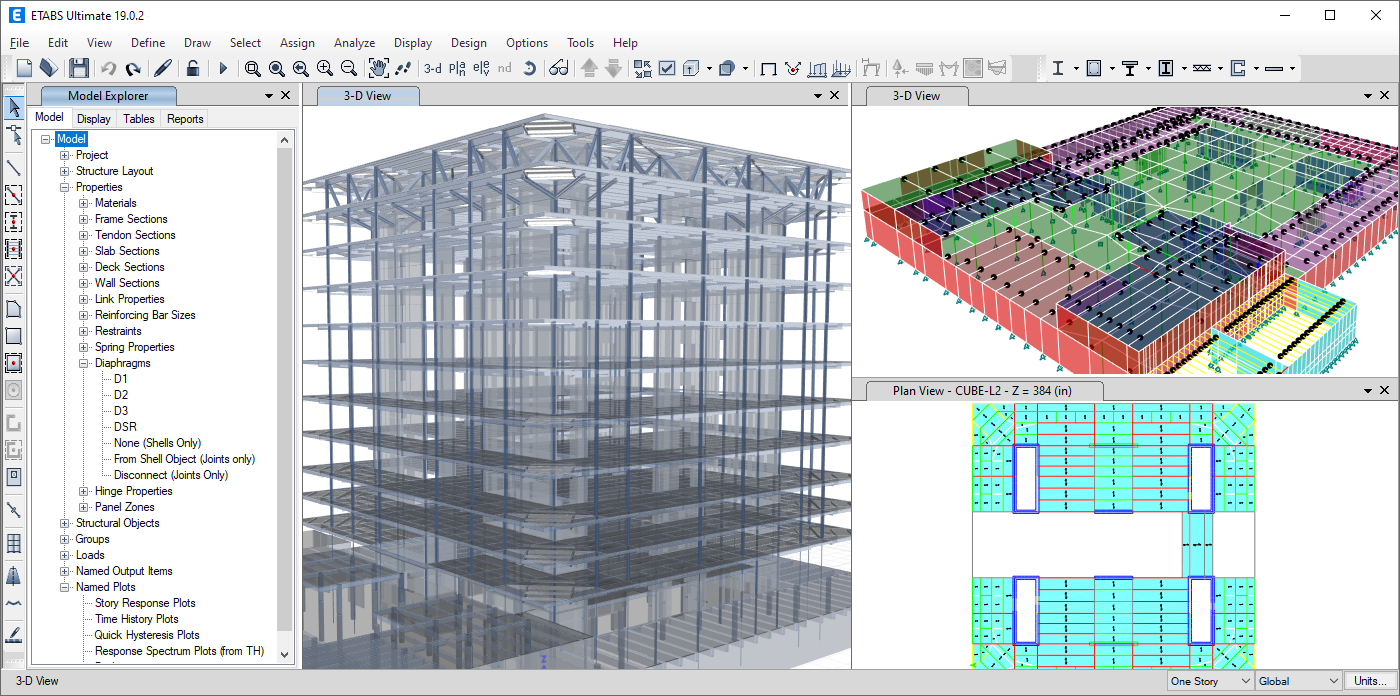 ETABS Ultimate 19.0.2
File Edit View Define Draw Select Assign Analyze Display Design Options Tools Help
3-d plan elev nd
Model Explorer
Model Display Tables Reports
Model
Project
Structure Layout
Properties
Materials
Frame Sections
Tendon Sections
Slab Sections
Deck Sections
Wall Sections
Link Properties
Reinforcing Bar Sizes
Restraints
Spring Properties
Diaphragms
D1
D2
D3
DSR
None (Shells Only)
From Shell Object (Joints only)
Disconnect (Joints Only)
Hinge Properties
Panel Zones
Structural Objects
Groups
Loads
Named Output Items
Named Plots
Story Response Plots
Time History Plots
Quick Hysteresis Plots
Response Spectrum Plots (from TH)
3-D View
Z
3-D View
Plan View - CUBE-L2 - Z = 384 (in)
3-D View
One Story
Global
Units...